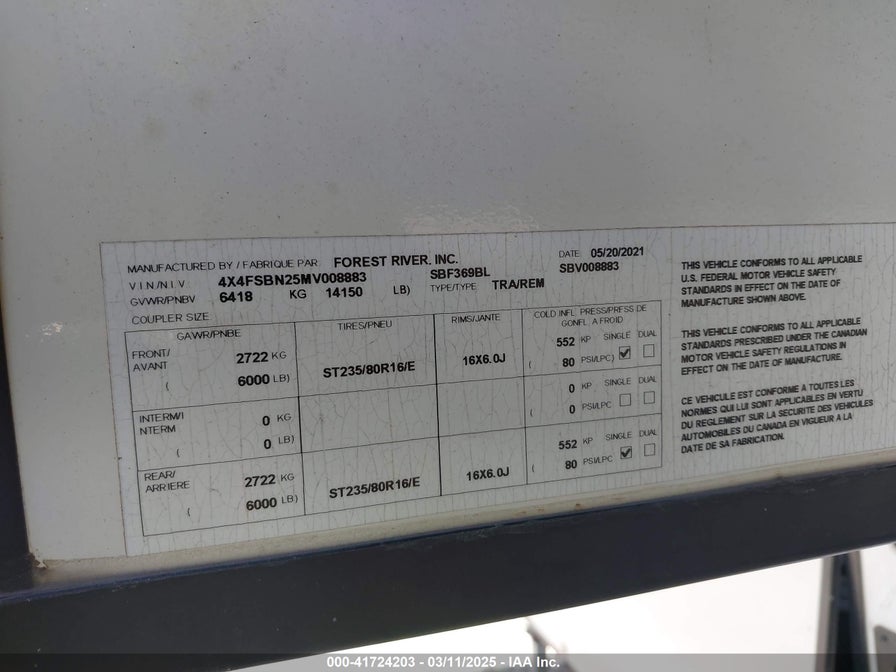 MANUFACTURED BY / FABRIQUE PAR FOREST RIVER. INC. DATE 05/20/2021
V I N /N I V 4X4FSBN25MV008883 SBF369BL SBV008883
GVWR/PNBV 6418 KG 14150 LB) TYPE/TYPE TRA/REM
COUPLER SIZE
GAWR/PNBE TIRES/PNEU RIMS/JANTE COLD INFL PRESS/PRFSS DE
GONFL A FROID
FRONT/
AVANT 2722 KG ST235/80R16/E 16X6.0J 552 KP SINGLE DUAL
( 6000 LB) ( 80 PSI/LPC)
INTERM/I
NTERM 0 KG 0 KP SINGLE DUAL
( 0 LB) ( 0 PSI/LPC
REAR/
ARRIERE 2722 KG ST235/80R16/E 16X6.0J 552 KP SINGLE DUAL
( 6000 LB) ( 80 PSI/LPC
THIS VEHICLE CONFORMS TO ALL APPLICABLE
U.S. FEDERAL MOTOR VEHICLE SAFETY
STANDARDS IN EFFECT ON THE DATE OF
MANUFACTURE SHOWN ABOVE.
THIS VEHICLE CONFORMS TO ALL APPLICABLE
STANDARDS PRESCRIBED UNDER THE CANADIAN
MOTOR VEHICLE SAFETY REGULATIONS IN
EFFECT ON THE DATE OF MANUFACTURE.
CE VEHICULE EST CONFORME A TOUTES LES
NORMES QUI LUI SONT APPLICABLES EN VERTU
DU REGLEMENT SUR LA SECURITE DES VEHICULES
AUTOMOBILES DU CANADA EN VIGUEUR A LA
DATE DE SA FABRICATION.
000-41724203 - 03/11/2025 - IAA Inc.